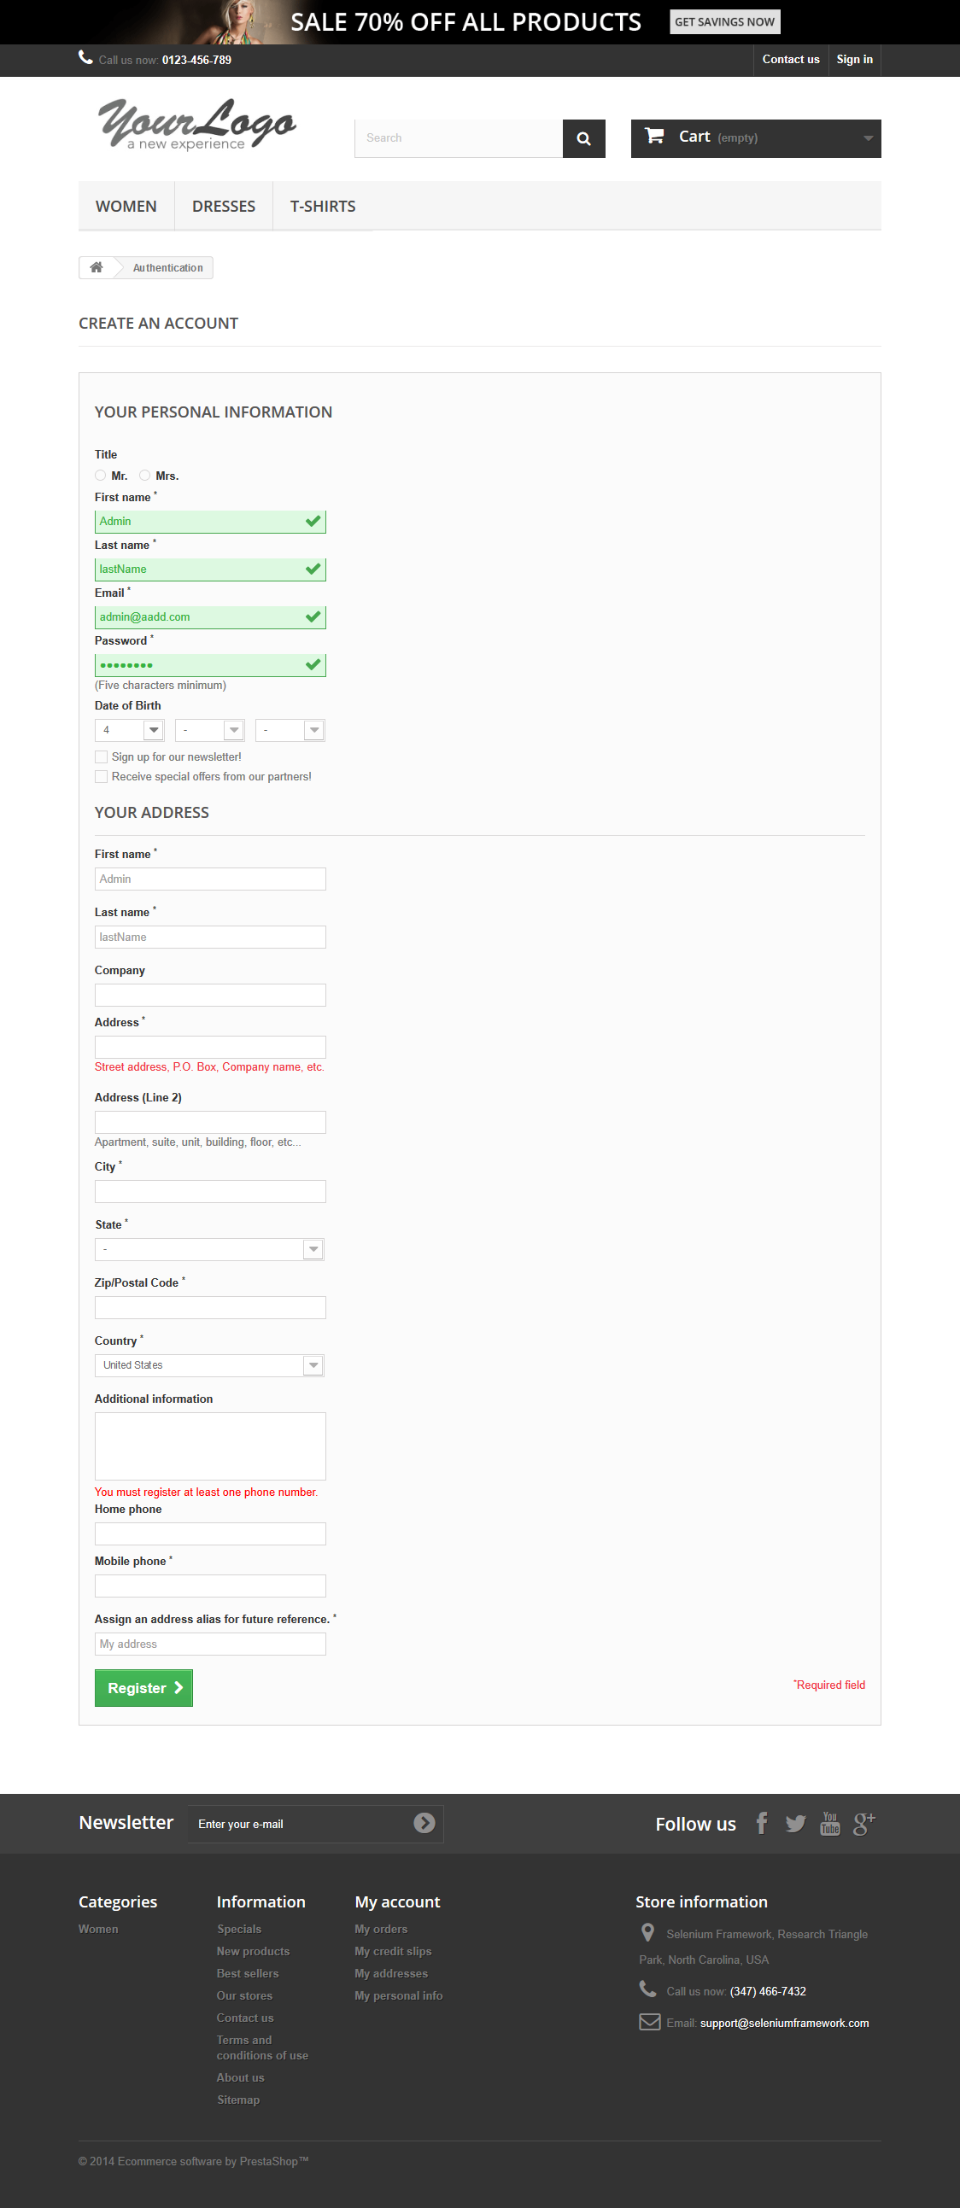 SALE 70% OFF ALL PRODUCTS GET SAVINGS NOW
Call us now: 0123-456-789 Contact us Sign in
YourLogo
a new experience
Search Cart (empty)
WOMEN DRESSES T-SHIRTS
Authentication
CREATE AN ACCOUNT
YOUR PERSONAL INFORMATION
Title
Mr. Mrs.
First name *
Admin
Last name *
lastName
Email *
admin@aadd.com
Password *
••••••••
(Five characters minimum)
Date of Birth
4 - -
Sign up for our newsletter!
Receive special offers from our partners!
YOUR ADDRESS
First name *
Admin
Last name *
lastName
Company
Address *
Street address, P.O. Box, Company name, etc.
Address (Line 2)
Apartment, suite, unit, building, floor, etc...
City *
State *
-
Zip/Postal Code *
Country *
United States
Additional information
You must register at least one phone number.
Home phone
Mobile phone *
Assign an address alias for future reference. *
My address
Register
*Required field
Newsletter Enter your e-mail Follow us You Tube g+
Categories
Women
Information
Specials
New products
Best sellers
Our stores
Contact us
Terms and
conditions of use
About us
Sitemap
My account
My orders
My credit slips
My addresses
My personal info
Store information
Selenium Framework, Research Triangle
Park, North Carolina, USA
Call us now: (347) 466-7432
Email: support@seleniumframework.com
© 2014 Ecommerce software by PrestaShop™